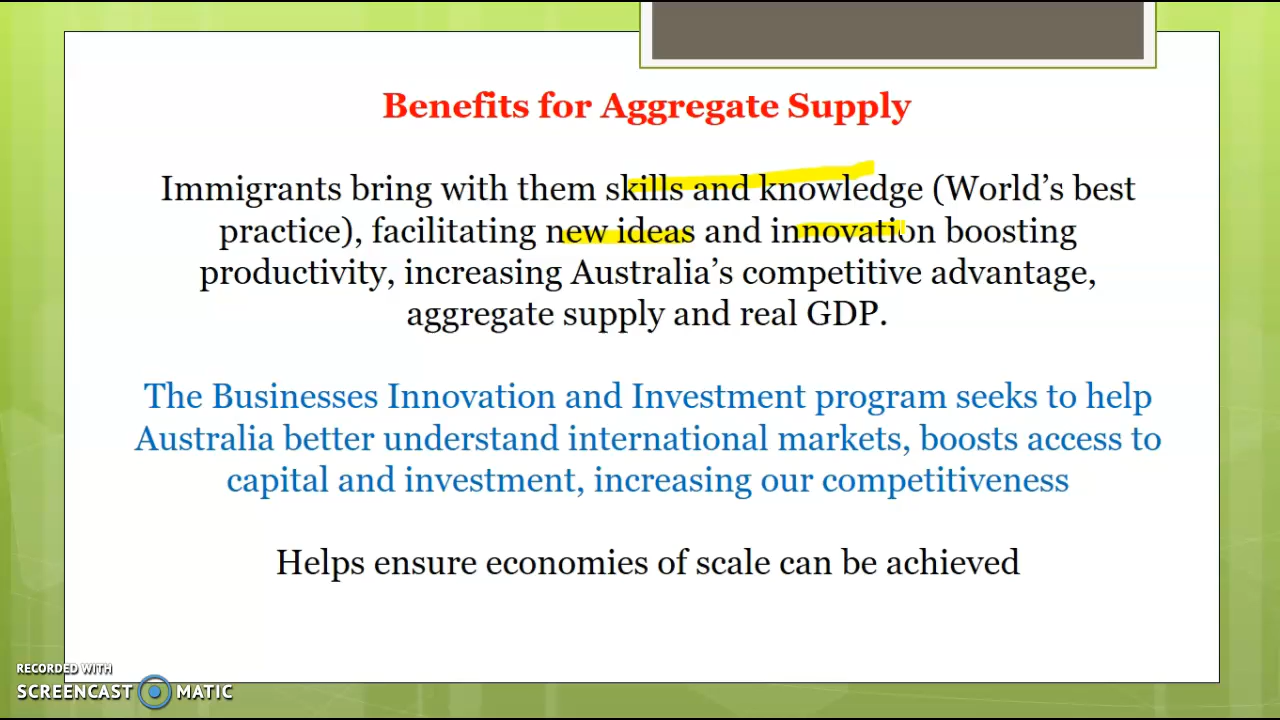 Benefits for Aggregate Supply
Immigrants bring with them skills and knowledge (World’s best
practice), facilitating new ideas and innovation boosting
productivity, increasing Australia’s competitive advantage,
aggregate supply and real GDP.
The Businesses Innovation and Investment program seeks to help
Australia better understand international markets, boosts access to
capital and investment, increasing our competitiveness
Helps ensure economies of scale can be achieved
RECORDED WITH
SCREENCAST MATIC